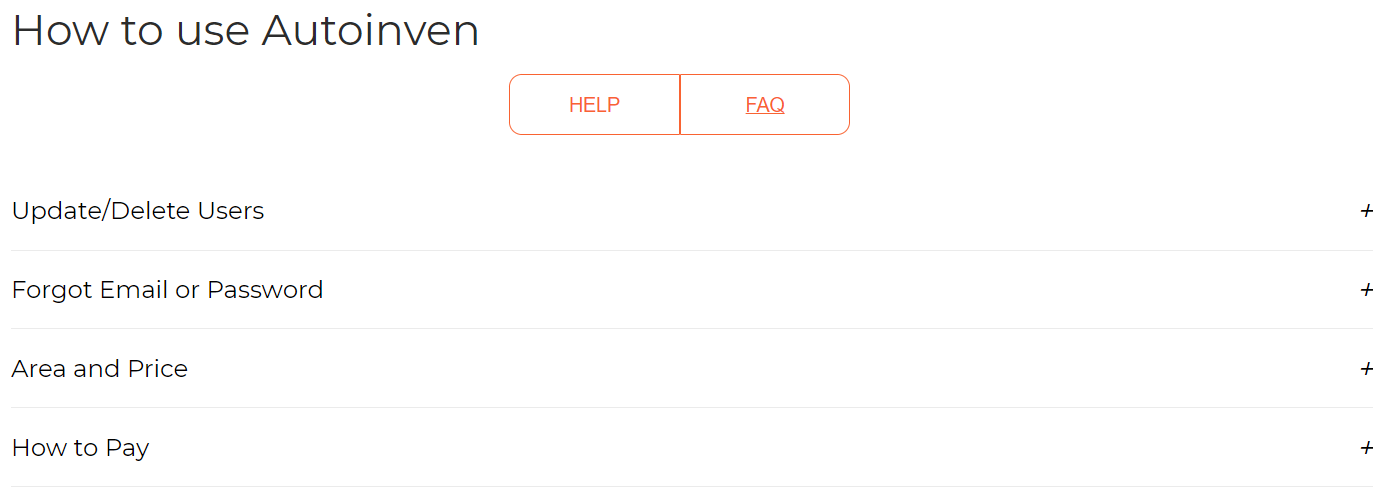 How to use Autoinven
HELP
FAQ
Update/Delete Users +
Forgot Email or Password +
Area and Price +
How to Pay +